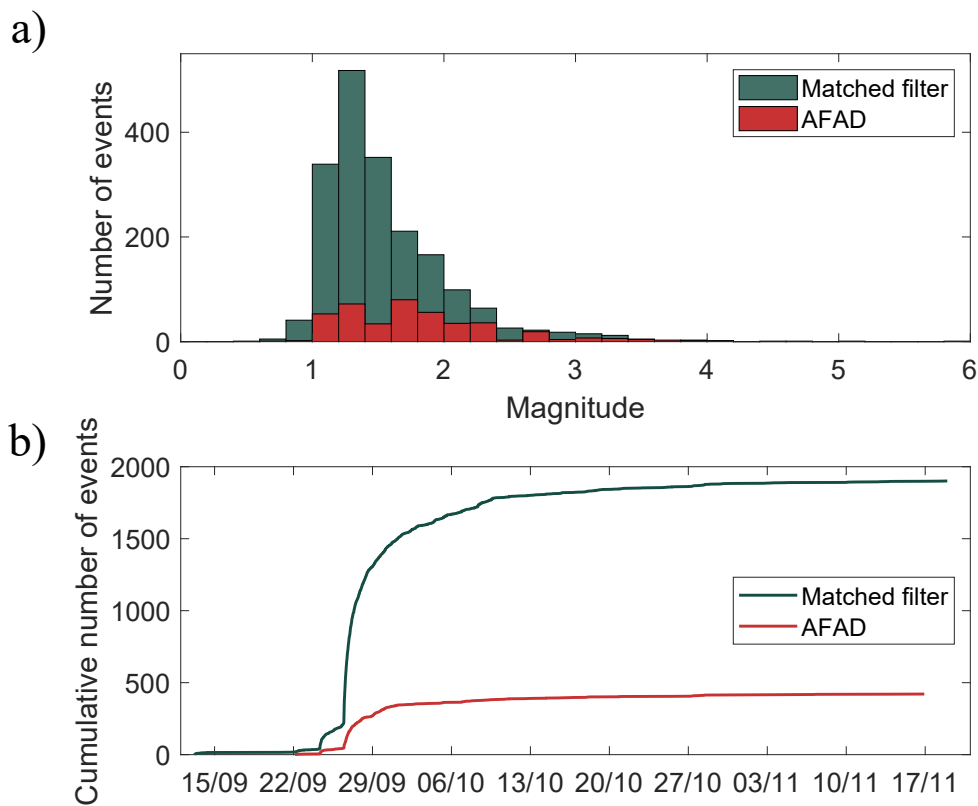 a)
Number of events
400
200
0
0 1 2 3 4 5 6
Magnitude
Matched filter
AFAD
b)
Cumulative number of events
2000
1500
1000
500
0
15/09 22/09 29/09 06/10 13/10 20/10 27/10 03/11 10/11 17/11
Matched filter
AFAD